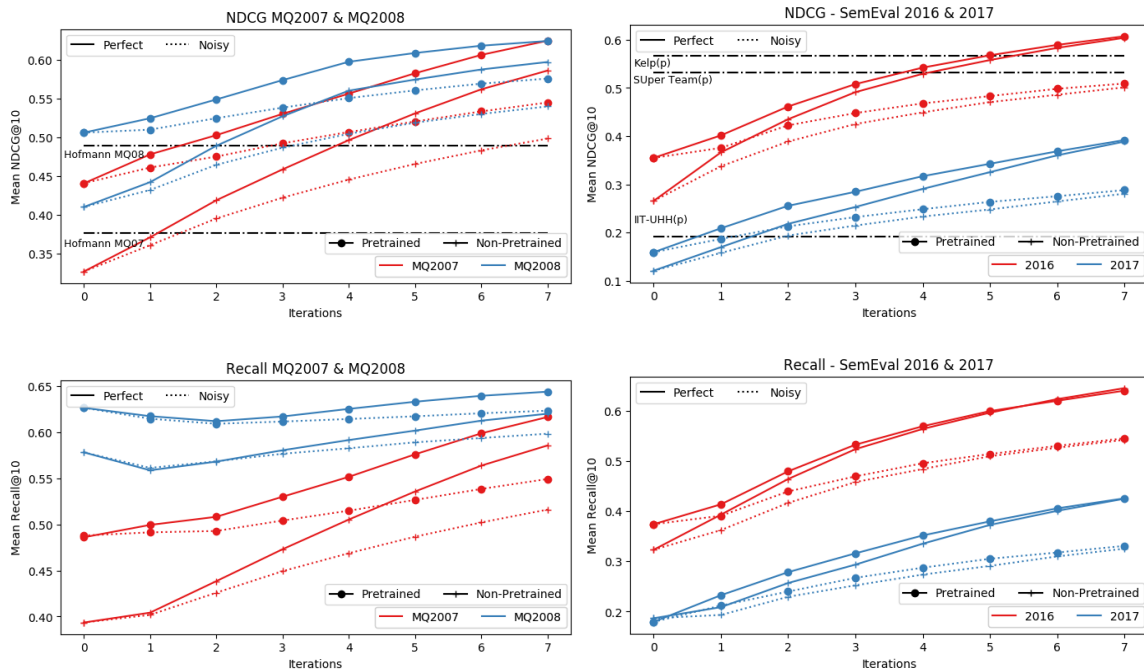 NDCG MQ2007 & MQ2008
Perfect Noisy
0.60
0.55
0.50
0.45
0.40
0.35
Mean NDCG@10
Hofmann MQ08
Hofmann MQ07
Pretrained Non-Pretrained
MQ2007 MQ2008
0 1 2 3 4 5 6 7
Iterations
NDCG - SemEval 2016 & 2017
Perfect Noisy
0.6
0.5
0.4
0.3
0.2
0.1
Mean NDCG@10
Kelp(p)
SUper Team(p)
IIT-UHH(p)
Pretrained Non-Pretrained
2016 2017
0 1 2 3 4 5 6 7
Iterations
Recall MQ2007 & MQ2008
Perfect Noisy
0.65
0.60
0.55
0.50
0.45
0.40
Mean Recall@10
Pretrained Non-Pretrained
MQ2007 MQ2008
0 1 2 3 4 5 6 7
Iterations
Recall - SemEval 2016 & 2017
Perfect Noisy
0.6
0.5
0.4
0.3
0.2
Mean Recall@10
Pretrained Non-Pretrained
2016 2017
0 1 2 3 4 5 6 7
Iterations